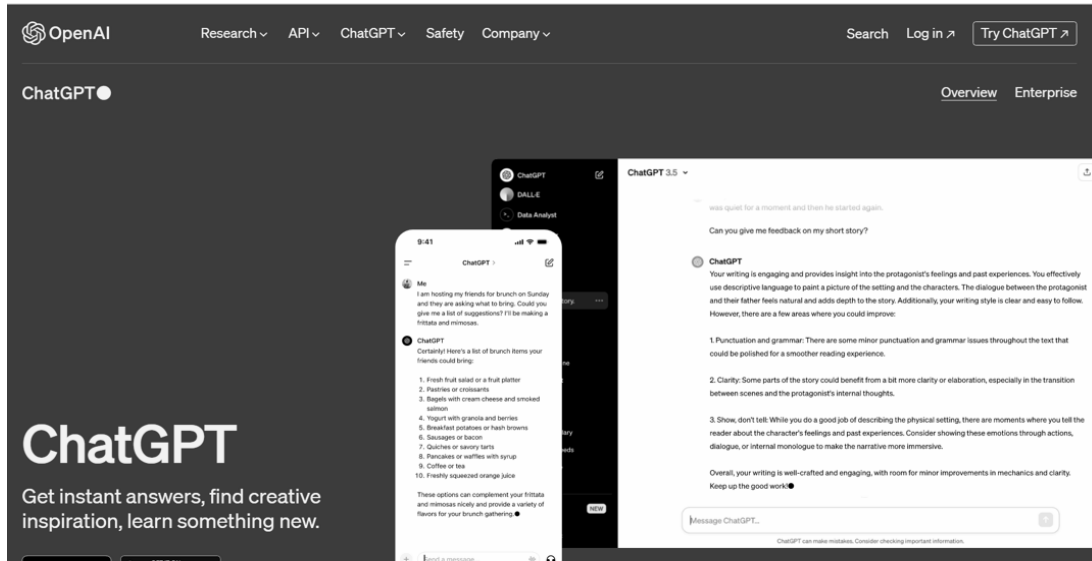 OpenAI Research API ChatGPT Safety Company Search Log in ↗ Try ChatGPT ↗
ChatGPT Overview Enterprise
ChatGPT
Get instant answers, find creative
inspiration, learn something new.
9:41
ChatGPT
Me
I am hosting my friends for brunch on Sunday
and they are asking what to bring. Could you
give me a list of suggestions? I'll be making a
frittata and mimosas.
ChatGPT
Certainly! Here's a list of brunch items your
friends could bring:
1. Fresh fruit salad or a fruit platter
2. Pastries or croissants
3. Bagels with cream cheese and smoked
salmon
4. Yogurt with granola and berries
5. Breakfast potatoes or hash browns
6. Sausages or bacon
7. Quiches or savory tarts
8. Pancakes or waffles with syrup
9. Coffee or tea
10. Freshly squeezed orange juice
These options can complement your frittata
and mimosas nicely and provide a variety of
flavors for your brunch gathering.
Send a message...
ChatGPT
DALL·E
Data Analyst
tory.
NEW
ChatGPT 3.5
was quiet for a moment and then he started again.
Can you give me feedback on my short story?
ChatGPT
Your writing is engaging and provides insight into the protagonist's feelings and past experiences. You effectively
use descriptive language to paint a picture of the setting and the characters. The dialogue between the protagonist
and their father feels natural and adds depth to the story. Additionally, your writing style is clear and easy to follow.
However, there are a few areas where you could improve:
1. Punctuation and grammar: There are some minor punctuation and grammar issues throughout the text that
could be polished for a smoother reading experience.
2. Clarity: Some parts of the story could benefit from a bit more clarity or elaboration, especially in the transition
between scenes and the protagonist's internal thoughts.
3. Show, don't tell: While you do a good job of describing the physical setting, there are moments where you tell the
reader about the character's feelings and past experiences. Consider showing these emotions through actions,
dialogue, or internal monologue to make the narrative more immersive.
Overall, your writing is well-crafted and engaging, with room for minor improvements in mechanics and clarity.
Keep up the good work!
Message ChatGPT...
ChatGPT can make mistakes. Consider checking important information.